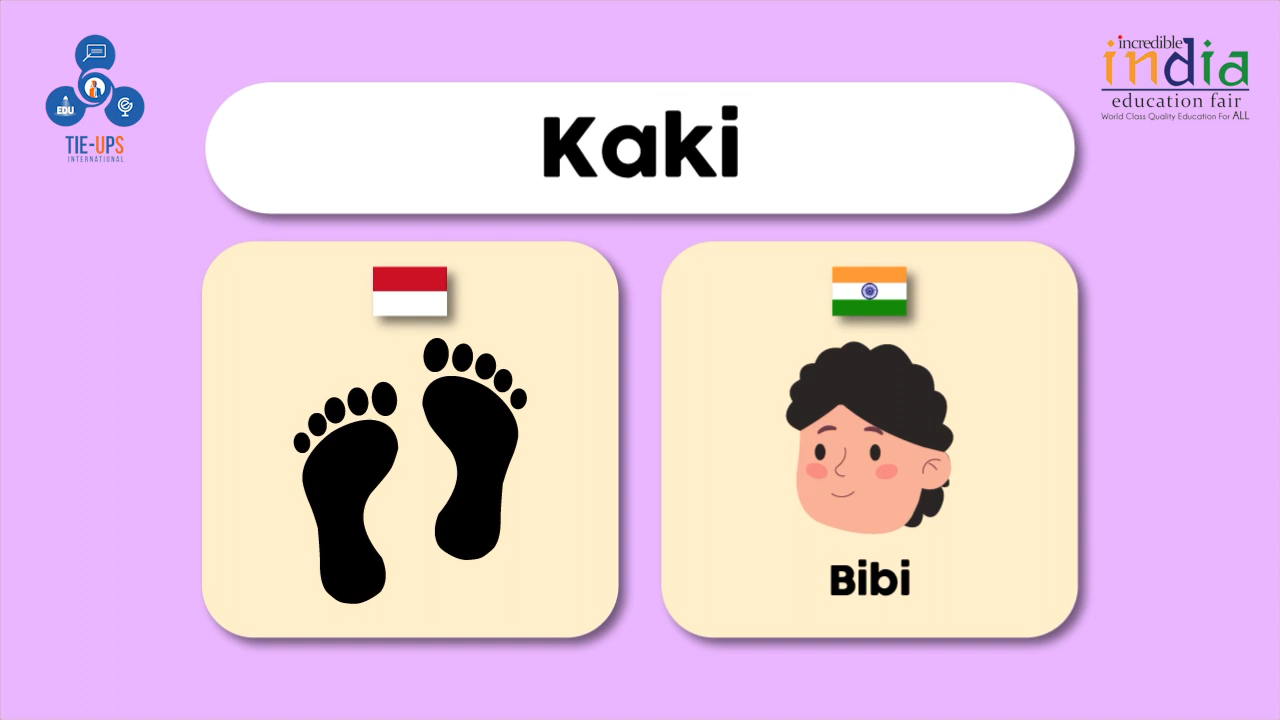 EDU
TIE-UPS
INTERNATIONAL
incredible
india
education fair
World Class Quality Education For ALL
Kaki
Bibi